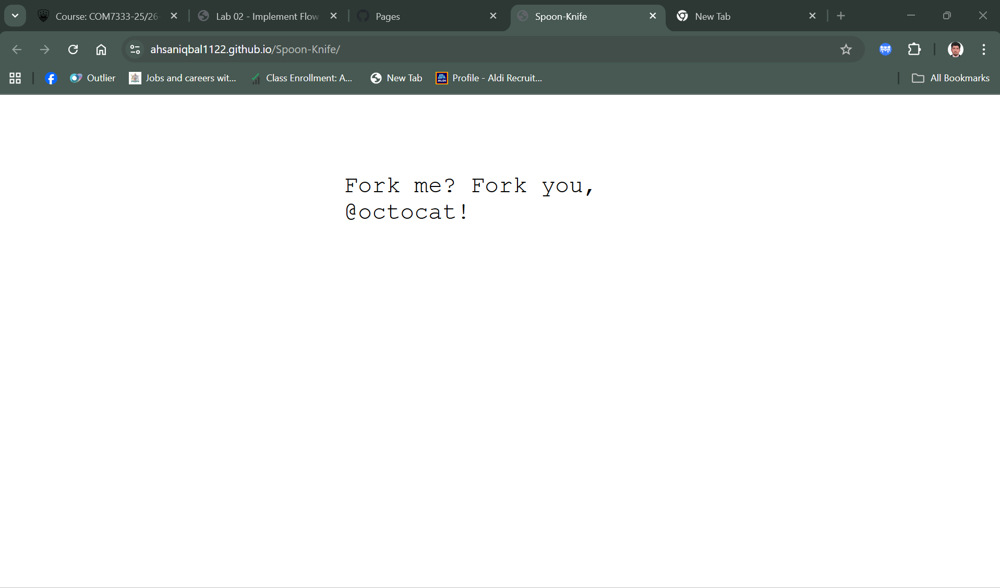 Course: COM7333-25/26-
Lab 02 - Implement Flow
Pages
Spoon-Knife
New Tab
ahsaniqbal1122.github.io/Spoon-Knife/
Outlier
Jobs and careers wit...
Class Enrollment: A...
New Tab
ALDI
Profile - Aldi Recruit...
All Bookmarks
Fork me? Fork you,
@octocat!